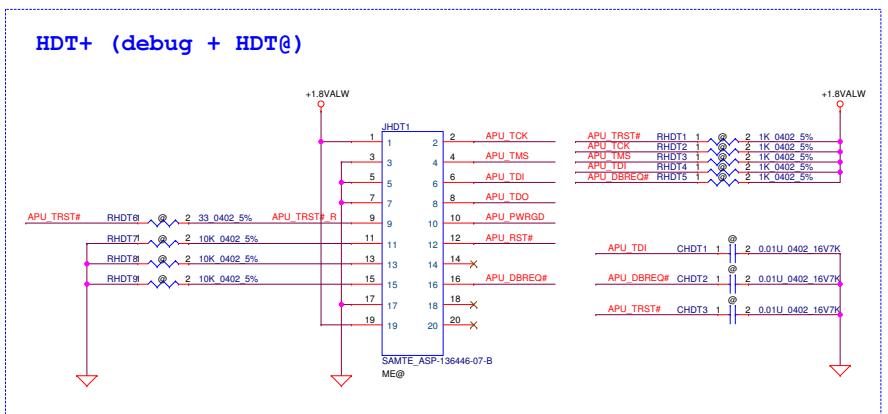 HDT+ (debug + HDT@)
+1.8VALW
+1.8VALW
JHDT1
1 1 2 2 APU_TCK
3 3 4 4 APU_TMS
5 5 6 6 APU_TDI
7 7 8 8 APU_TDO
APU_TRST# RHDT6 1 @ 2 33_0402_5% APU_TRST#_R 9 9 10 10 APU_PWRGD
RHDT7 1 @ 2 10K_0402_5% 11 11 12 12 APU_RST#
RHDT8 1 @ 2 10K_0402_5% 13 13 14 14
RHDT9 1 @ 2 10K_0402_5% 15 15 16 16 APU_DBREQ#
17 17 18 18
19 19 20 20
SAMTE_ASP-136446-07-B
ME@
APU_TRST# RHDT1 1 @ 2 1K_0402_5%
APU_TCK RHDT2 1 @ 2 1K_0402_5%
APU_TMS RHDT3 1 @ 2 1K_0402_5%
APU_TDI RHDT4 1 @ 2 1K_0402_5%
APU_DBREQ# RHDT5 1 @ 2 1K_0402_5%
@
APU_TDI CHDT1 1 2 0.01U_0402_16V7K
@
APU_DBREQ# CHDT2 1 2 0.01U_0402_16V7K
@
APU_TRST# CHDT3 1 2 0.01U_0402_16V7K